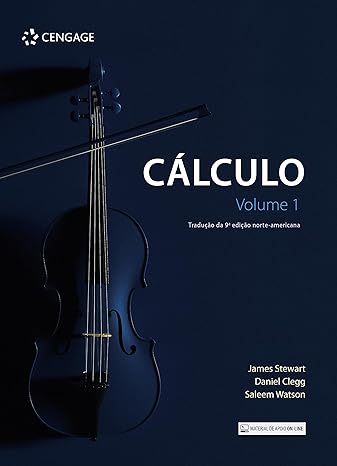 CENGAGE
CÁLCULO
Volume 1
Tradução da 9ª edição norte-americana
James Stewart
Daniel Clegg
Saleem Watson
MATERIAL DE APOIO ON-LINE